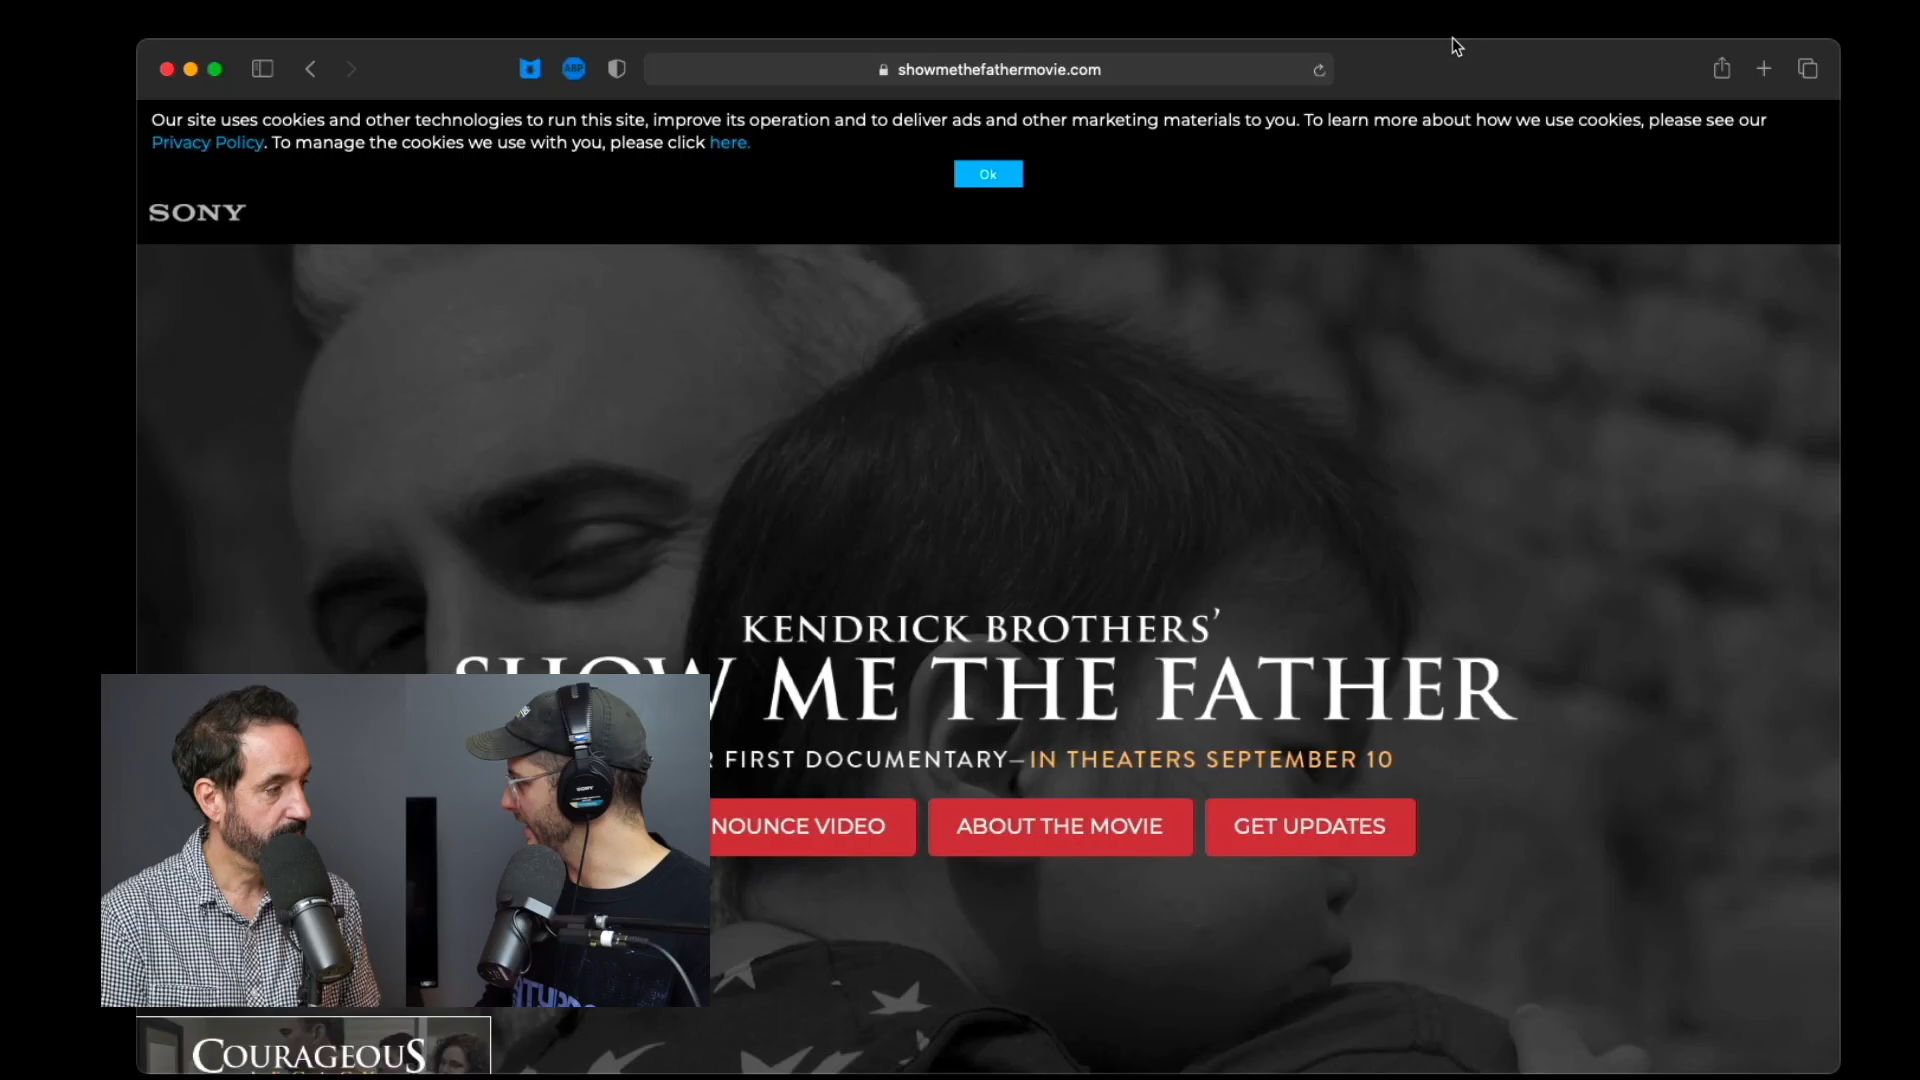 ABP
showmethefathermovie.com
Our site uses cookies and other technologies to run this site, improve its operation and to deliver ads and other marketing materials to you. To learn more about how we use cookies, please see our
Privacy Policy. To manage the cookies we use with you, please click here.
Ok
SONY
KENDRICK BROTHERS'
SHOW ME THE FATHER
FIRST DOCUMENTARY—IN THEATERS SEPTEMBER 10
NOUNCE VIDEO
ABOUT THE MOVIE
GET UPDATES
SONY
COURAGEOUS